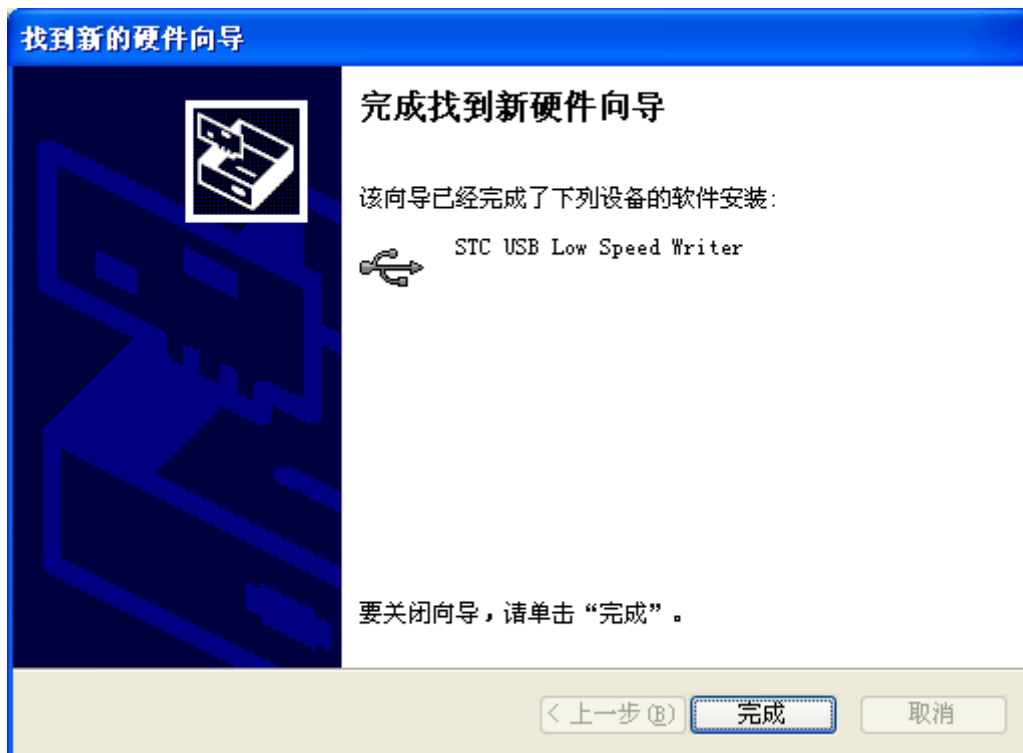 找到新的硬件向导
完成找到新硬件向导
该向导已经完成了下列设备的软件安装:
STC USB Low Speed Writer
要关闭向导，请单击“完成”。
< 上一步(B)
完成
取消